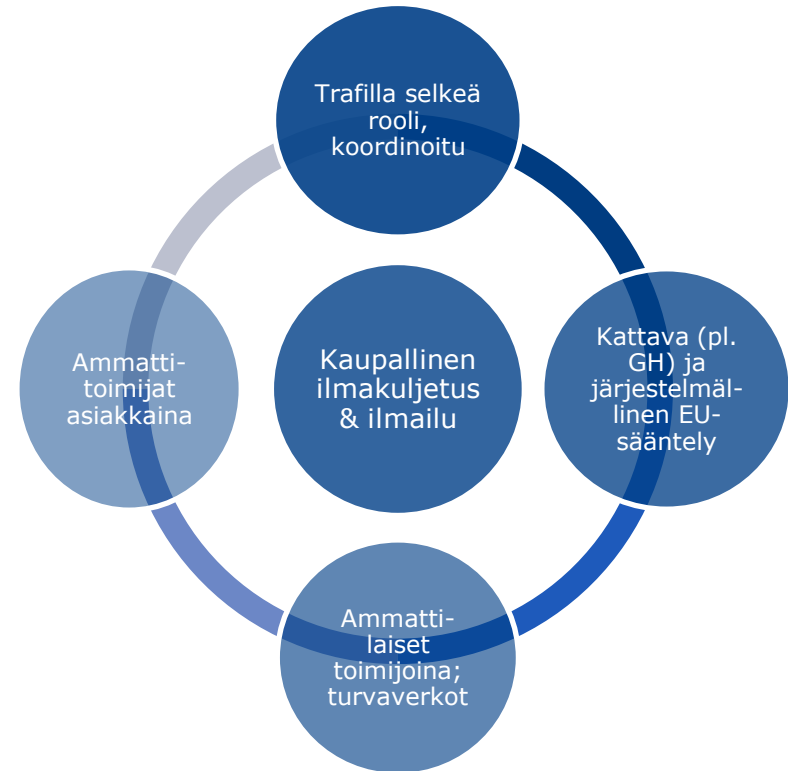 Trafilla selkeä
rooli,
koordinoitu
Ammatti-
toimijat
asiakkaina
Kaupallinen
ilmakuljetus
& ilmailu
Kattava (pl.
GH) ja
järjestelmäl-
linen EU-
sääntely
Ammatti-
laiset
toimijoina;
turvaverkot